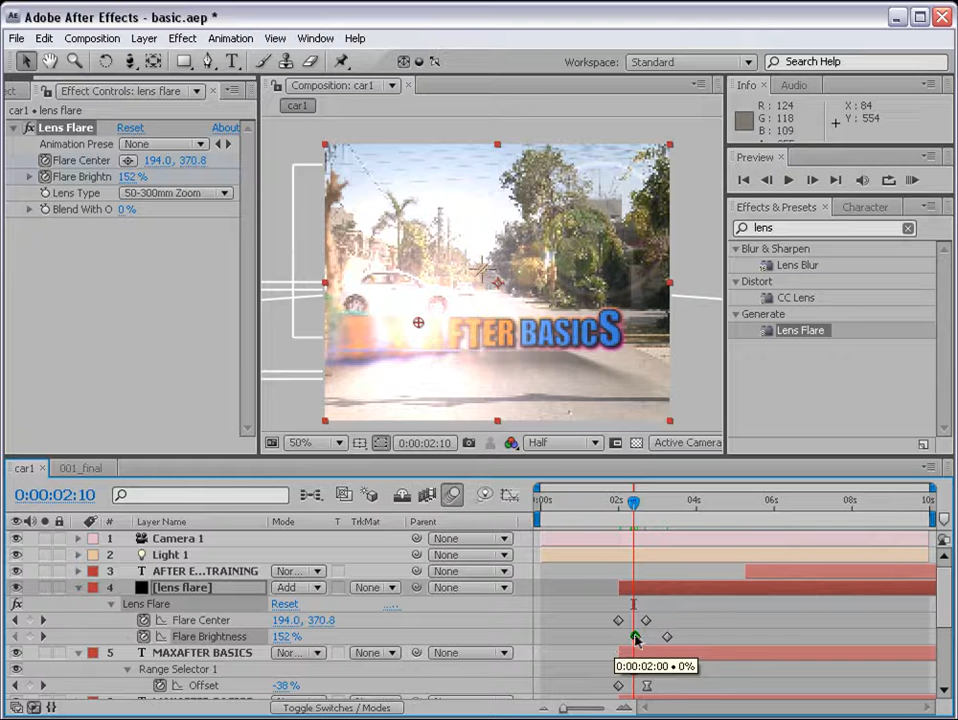 Adobe After Effects - basic.aep *
File Edit Composition Layer Effect Animation View Window Help
Workspace: Standard Search Help
Effect Controls: lens flare
car1 • lens flare
Lens Flare Reset About
Animation Preset None
Flare Center 194.0, 370.8
Flare Brightn 152 %
Lens Type 50-300mm Zoom
Blend With O 0 %
Composition: car1
car1
AFTER BASICS
50% 0:00:02:10 Half Active Camera
Info Audio
R: 124 X: 84
G: 118 Y: 554
B: 109
Preview
Effects & Presets Character
lens
Blur & Sharpen
Lens Blur
Distort
CC Lens
Generate
Lens Flare
car1 001_final
0:00:02:10
:00s 02s 04s 06s 08s 10s
# Layer Name Mode T TrkMat Parent
1 Camera 1 None
2 Light 1 None
3 T AFTER E...TRAINING Nor... None
4 [lens flare] Add None None
fx Lens Flare Reset
Flare Center 194.0, 370.8
Flare Brightness 152 %
5 T MAXAFTER BASICS Nor... None None
0:00:02:00 • 0%
Range Selector 1
Offset -38 %
Toggle Switches / Modes